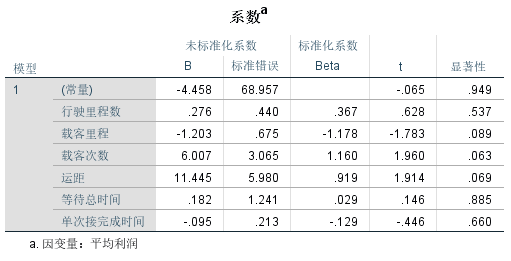 系数a
未标准化系数 标准化系数
模型 B 标准错误 Beta t 显著性
1 (常量) -4.458 68.957 -.065 .949
行驶里程数 .276 .440 .367 .628 .537
载客里程 -1.203 .675 -1.178 -1.783 .089
载客次数 6.007 3.065 1.160 1.960 .063
运距 11.445 5.980 .919 1.914 .069
等待总时间 .182 1.241 .029 .146 .885
单次接完成时间 -.095 .213 -.129 -.446 .660
a. 因变量：平均利润